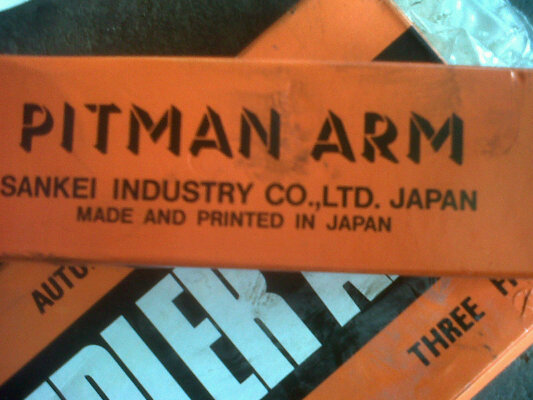 PITMAN ARM
SANKEI INDUSTRY CO.,LTD. JAPAN
MADE AND PRINTED IN JAPAN
THREE